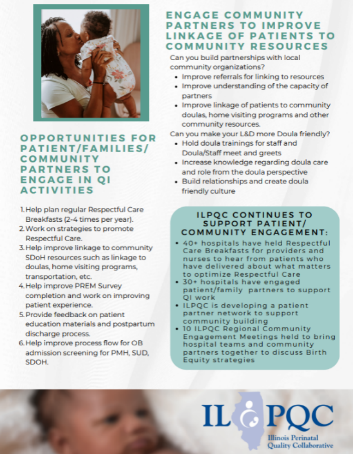 ENGAGE COMMUNITY
PARTNERS TO IMPROVE
LINKAGE OF PATIENTS TO
COMMUNITY RESOURCES
Can you build partnerships with local
community organizations?
• Improve referrals for linking to resources
• Improve understanding of the capacity of
partners
• Improve linkage of patients to community
doulas, home visiting programs and other
community resources.
Can you make your L&D more Doula friendly?
• Hold doula trainings for staff and
Doula/Staff meet and greets
• Increase knowledge regarding doula care
and role from the doula perspective
• Build relationships and create doula
friendly culture
OPPORTUNITIES FOR
PATIENT/FAMILIES/
COMMUNITY
PARTNERS TO
ENGAGE IN QI
ACTIVITIES
1. Help plan regular Respectful Care
Breakfasts (2-4 times per year).
2. Work on strategies to promote
Respectful Care.
3. Help improve linkage to community
SDoH resources such as linkage to
doulas, home visiting programs,
transportation, etc.
4. Help improve PREM Survey
completion and work on improving
patient experience.
5. Provide feedback on patient
education materials and postpartum
discharge process.
6. Help improve process flow for OB
admission screening for PMH, SUD,
SDOH.
ILPQC CONTINUES TO
SUPPORT PATIENT/
COMMUNITY ENGAGEMENT:
• 40+ hospitals have held Respectful
Care Breakfasts for providers and
nurses to hear from patients who
have delivered about what matters
to optimize Respectful Care
• 30+ hospitals have engaged
patient/family partners to support
QI work
• ILPQC is developing a patient
partner network to support
community building
• 10 ILPQC Regional Community
Engagement Meetings held to bring
hospital teams and community
partners together to discuss Birth
Equity strategies
IL PQC
Illinois Perinatal
Quality Collaborative